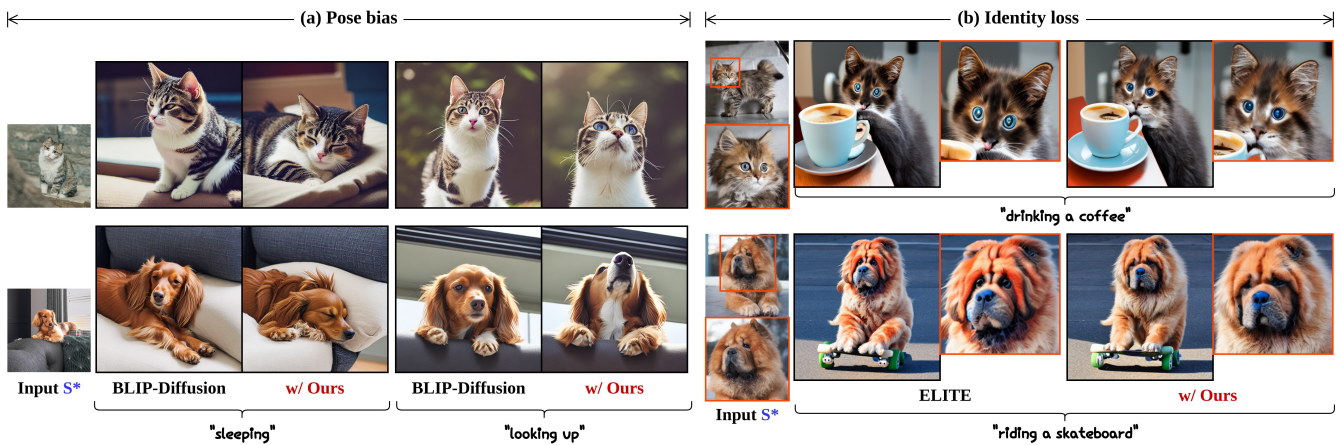 (a) Pose bias
(b) Identity loss
"drinking a coffee"
Input S*
BLIP-Diffusion
w/ Ours
BLIP-Diffusion
w/ Ours
"sleeping"
"looking up"
Input S*
ELITE
w/ Ours
"riding a skateboard"